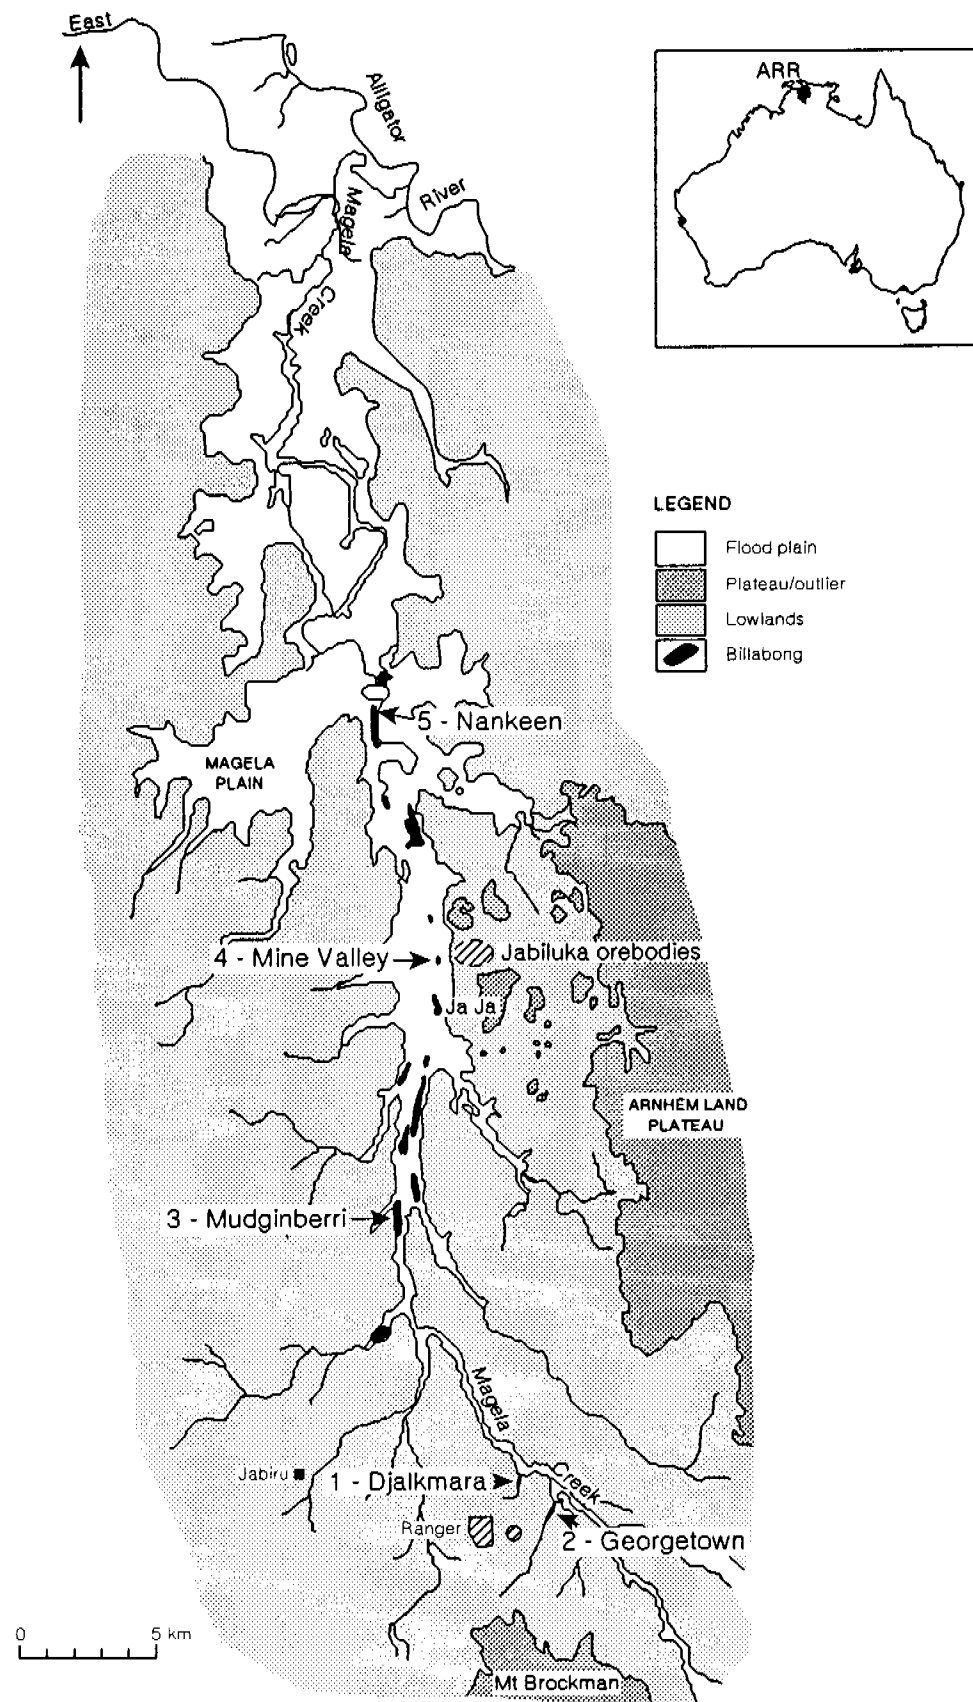 East
Alligator
River
Magela
Creek
ARR
LEGEND
Flood plain
Plateau/outlier
Lowlands
Billabong
5 - Nankeen
MAGELA
PLAIN
4 - Mine Valley
Jabiluka orebodies
Ja Ja
ARNHEM LAND
PLATEAU
3 - Mudginberri
Magela
Creek
Jabiru
1 - Djalkmara
Ranger
2 - Georgetown
0 5 km
Mt Brockman